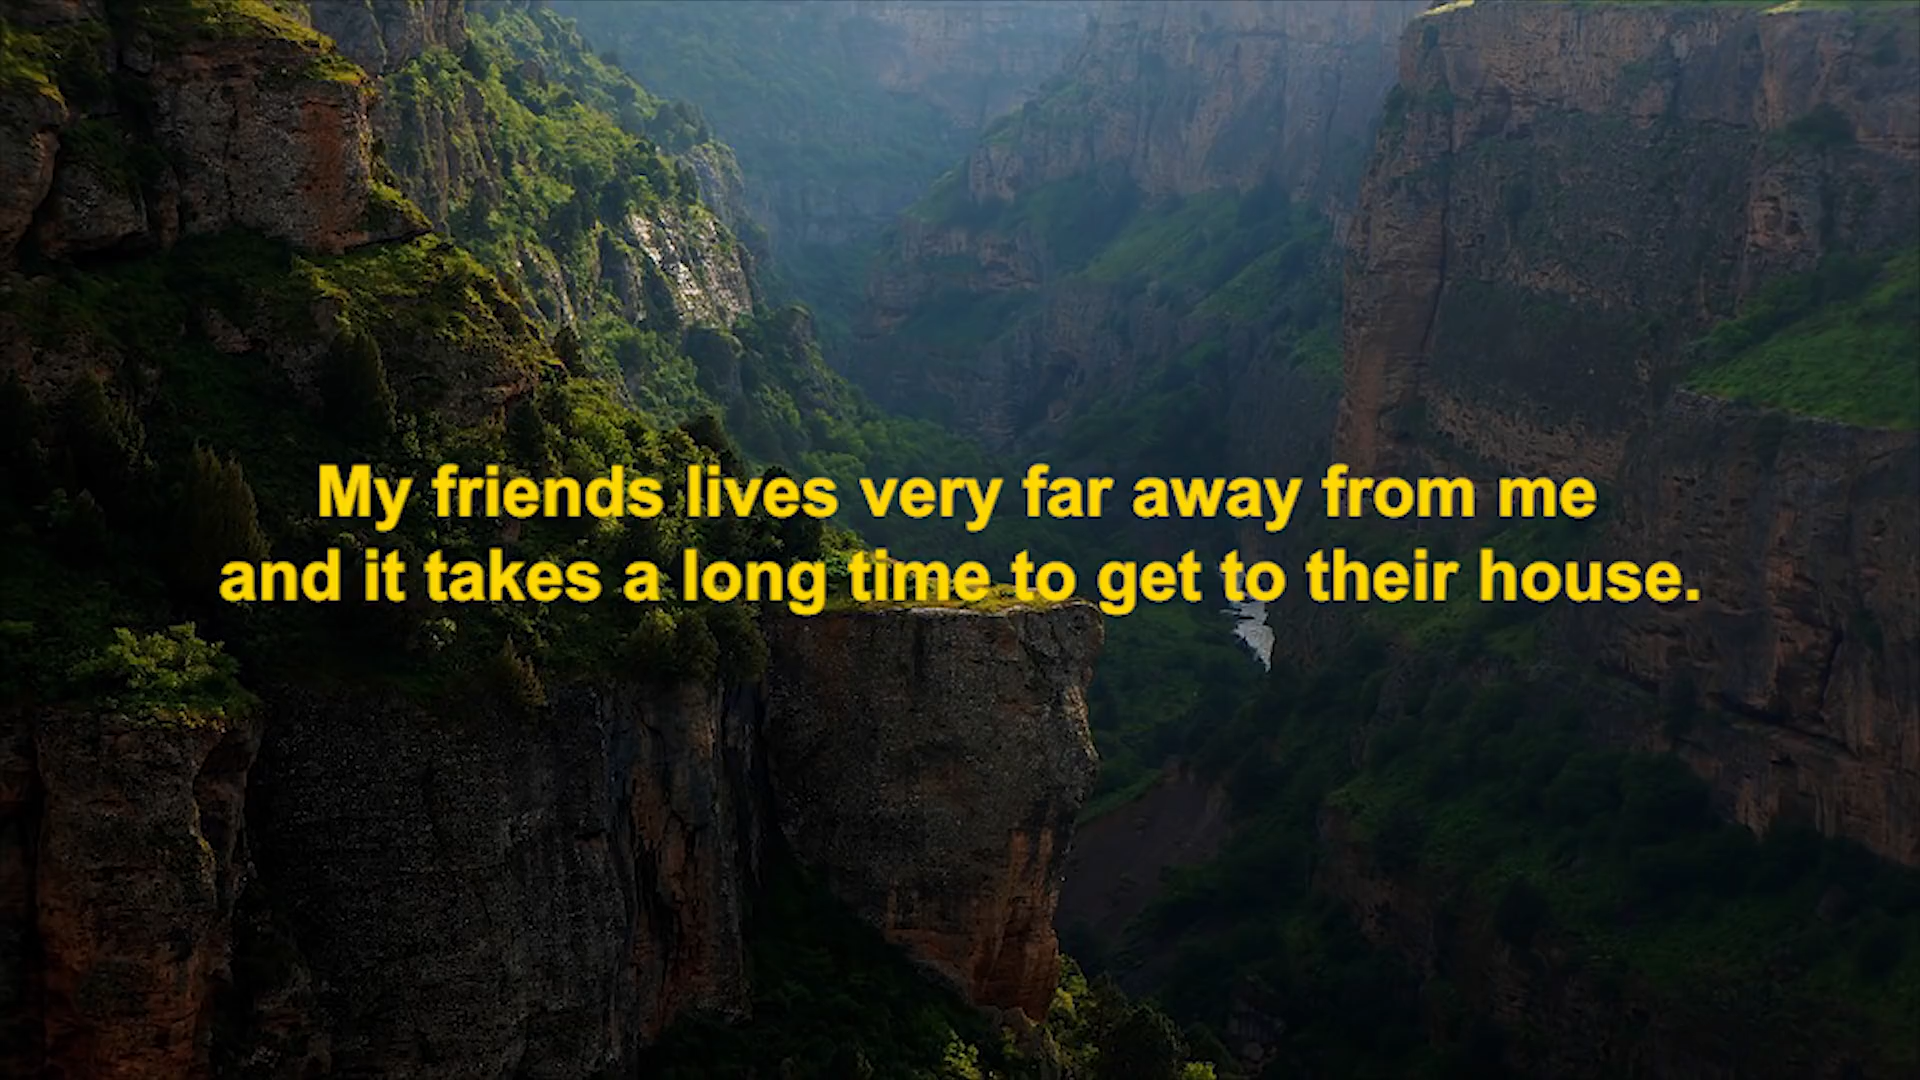 My friends lives very far away from me
and it takes a long time to get to their house.